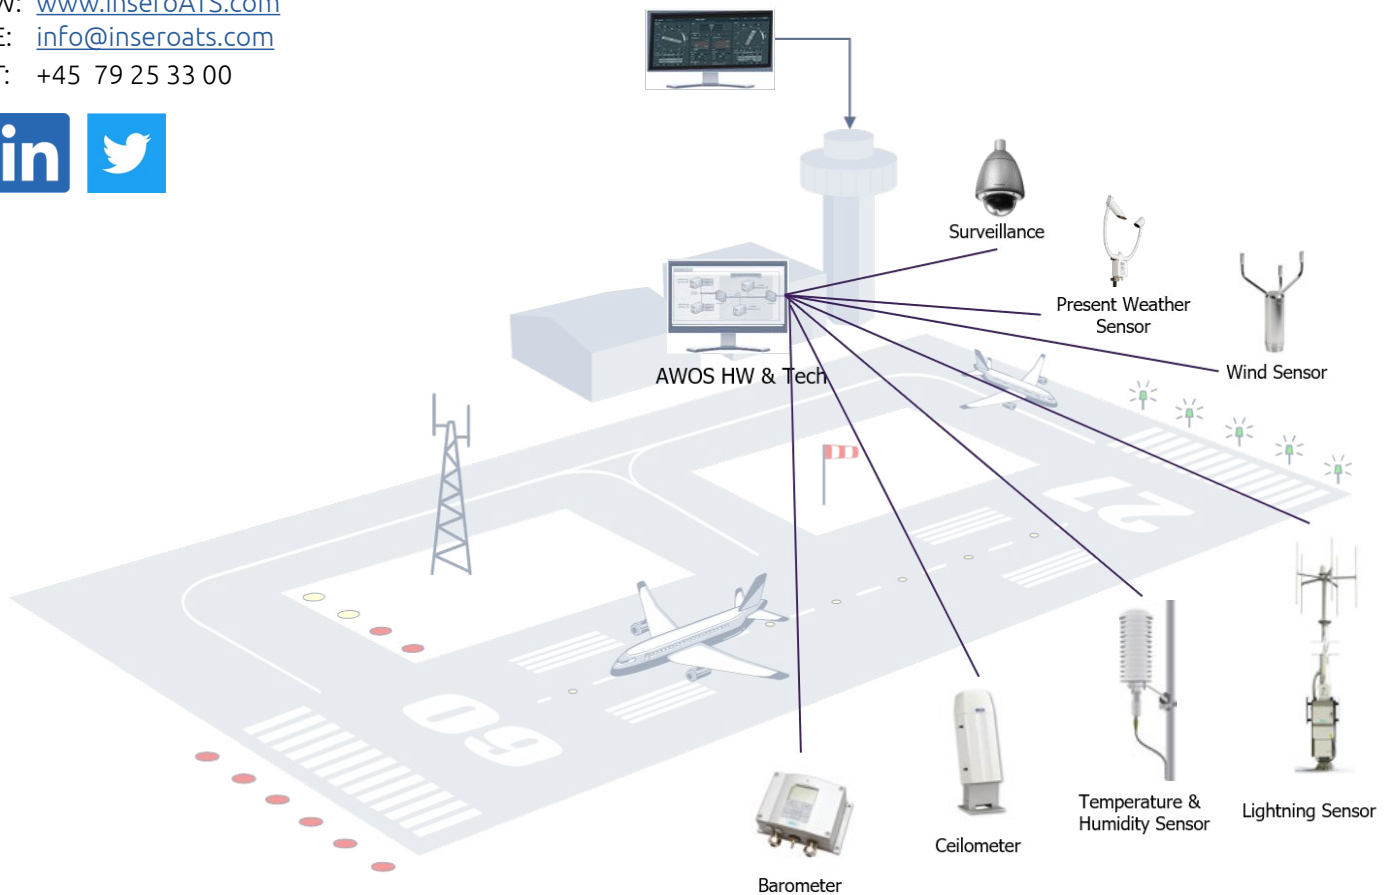 W: www.inseroATS.com
E: info@inseroats.com
T: +45 79 25 33 00
in
Surveillance
Present Weather
Sensor
Wind Sensor
AWOS HW & Tech
27
09
Temperature &
Humidity Sensor
Lightning Sensor
Ceilometer
Barometer